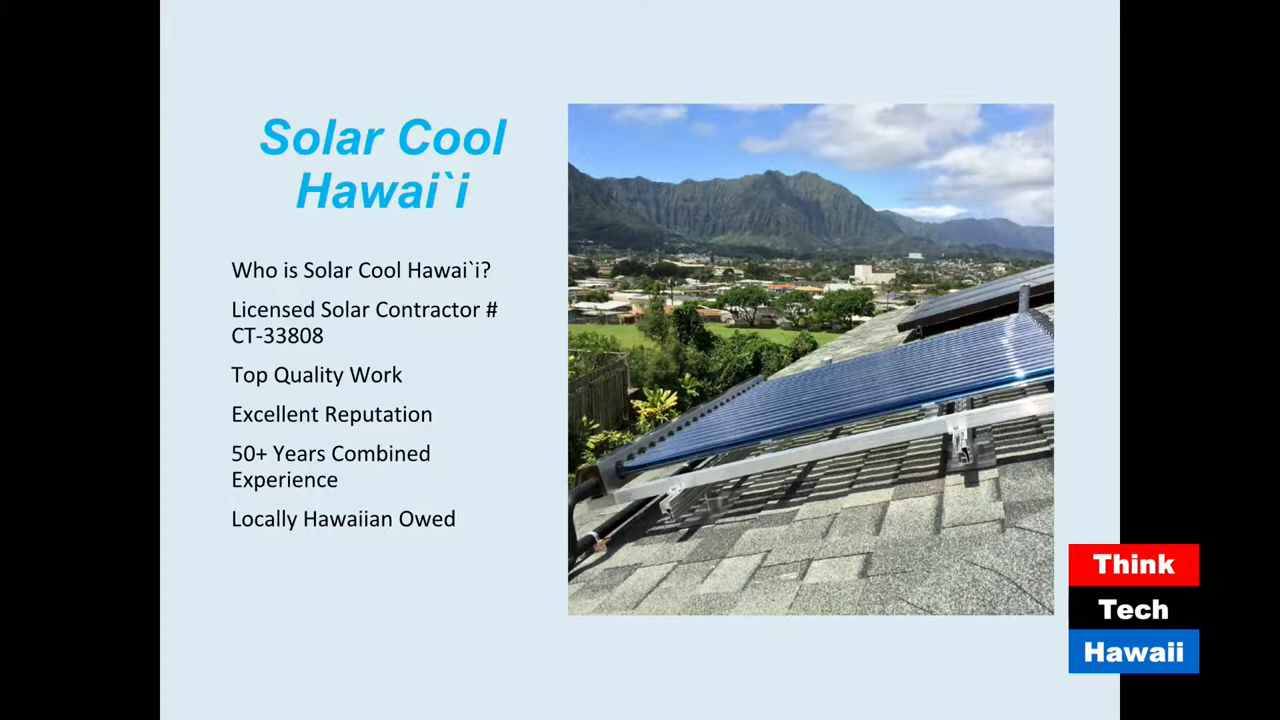 Solar Cool
Hawai`i
Who is Solar Cool Hawai`i?
Licensed Solar Contractor #
CT-33808
Top Quality Work
Excellent Reputation
50+ Years Combined
Experience
Locally Hawaiian Owed
Think
Tech
Hawaii